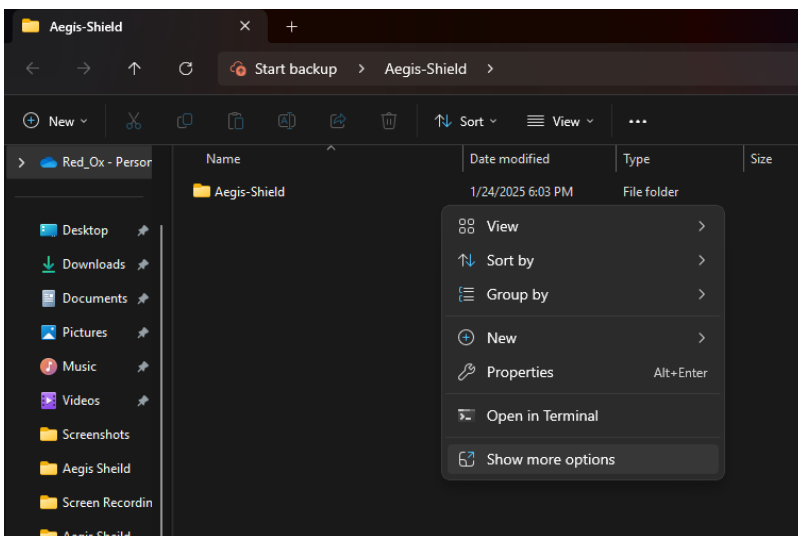 Aegis-Shield
Start backup > Aegis-Shield >
New Sort View ...
Red_Ox - Person
Name Date modified Type Size
Aegis-Shield 1/24/2025 6:03 PM File folder
Desktop
Downloads
Documents
Pictures
Music
Videos
Screenshots
Aegis Sheild
Screen Recordin
Aegis Sheild
View
Sort by
Group by
New
Properties Alt+Enter
Open in Terminal
Show more options